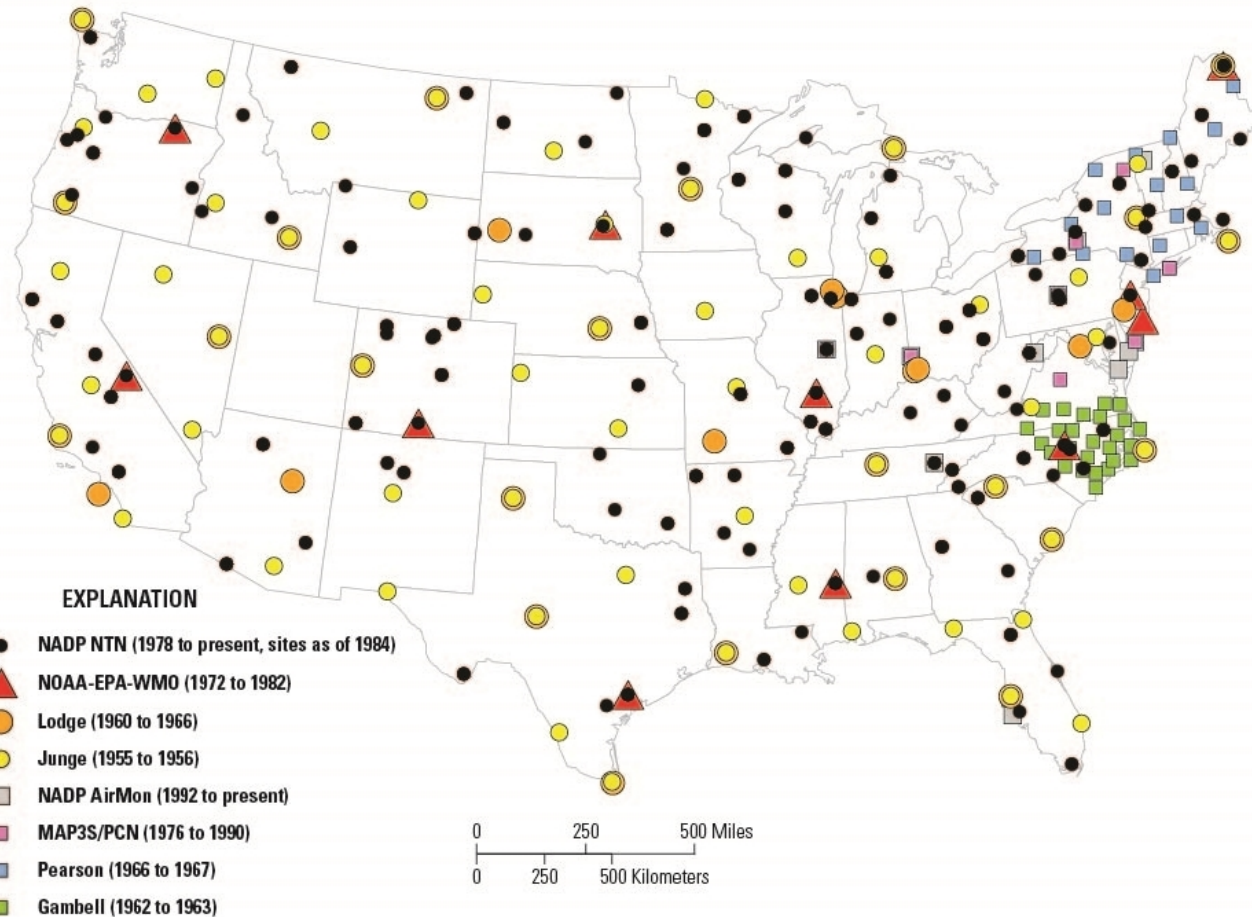 EXPLANATION
NADP NTN (1978 to present, sites as of 1984)
NOAA-EPA-WMO (1972 to 1982)
Lodge (1960 to 1966)
Junge (1955 to 1956)
NADP AirMon (1992 to present)
MAP3S/PCN (1976 to 1990)
Pearson (1966 to 1967)
Gambell (1962 to 1963)
0 250 500 Miles
0 250 500 Kilometers